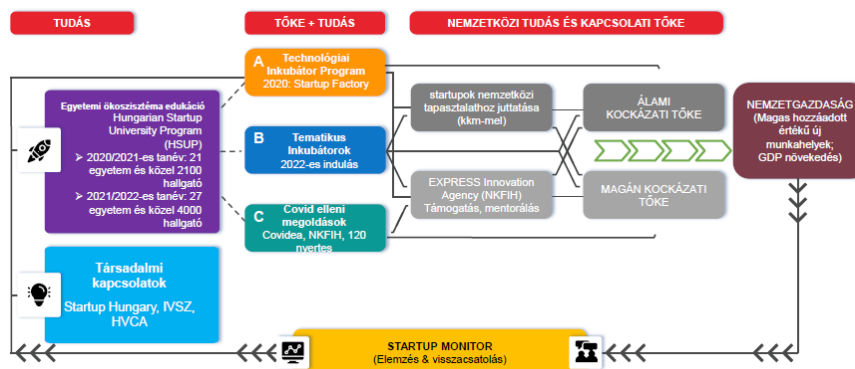 TUDÁS
TŐKE + TUDÁS
NEMZETKÖZI TUDÁS ÉS KAPCSOLATI TŐKE
Egyetemi ökoszisztéma edukáció
Hungarian Startup
University Program
(HSUP)
➢ 2020/2021-es tanév: 21
egyetem és közel 2100
hallgató
➢ 2021/2022-es tanév: 27
egyetem és közel 4000
hallgató
Társadalmi
kapcsolatok
Startup Hungary, IVSZ,
HVCA
A
Technológiai
Inkubátor Program
2020: Startup Factory
B
Tematikus
Inkubátorok
2022-es indulás
C
Covid elleni
megoldások
Covidea, NKFIH, 120
nyertes
startupok nemzetközi
tapasztalathoz juttatása
(kkm-mel)
EXPRESS Innovation
Agency (NKFIH)
Támogatás, mentorálás
ÁLAMI
KOCKÁZATI TŐKE
MAGÁN KOCKÁZATI
TŐKE
NEMZETGAZDASÁG
(Magas hozzáadott
értékű új
munkahelyek;
GDP növekedés)
STARTUP MONITOR
(Elemzés & visszacsatolás)